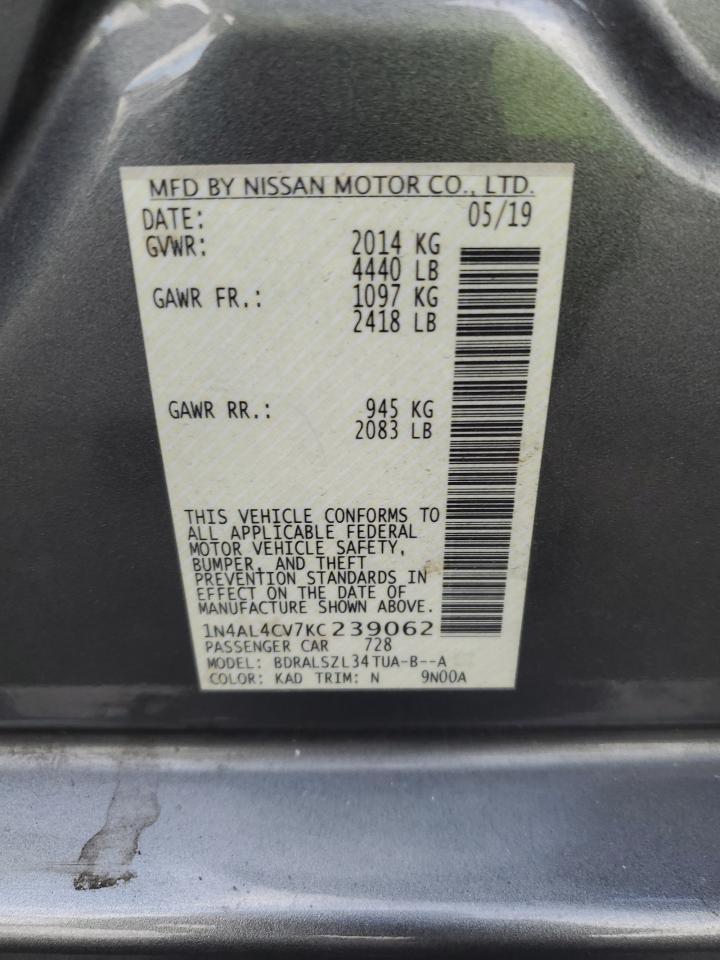 MFD BY NISSAN MOTOR CO., LTD.
DATE: 05/19
GVWR: 2014 KG
4440 LB
GAWR FR.: 1097 KG
2418 LB
GAWR RR.: 945 KG
2083 LB
THIS VEHICLE CONFORMS TO
ALL APPLICABLE FEDERAL
MOTOR VEHICLE SAFETY,
BUMPER, AND THEFT
PREVENTION STANDARDS IN
EFFECT ON THE DATE OF
MANUFACTURE SHOWN ABOVE.
1N4AL4CV7KC239062
PASSENGER CAR 728
MODEL: BDRALSZL34TUA-B--A
COLOR: KAD TRIM: N 9N00A